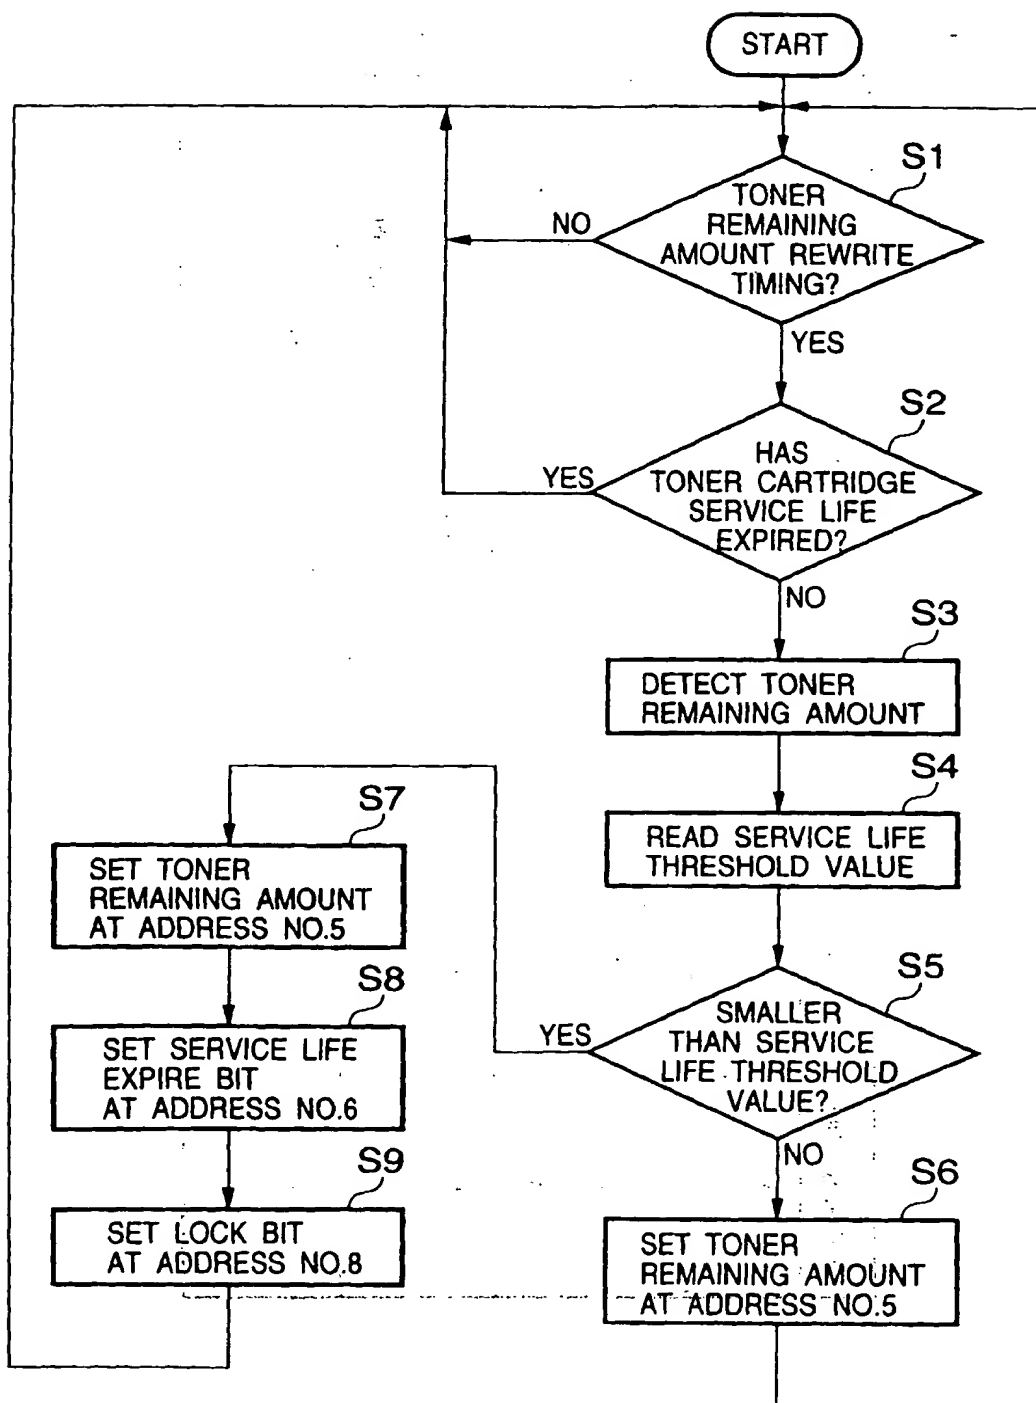 START
S1
TONER
REMAINING
AMOUNT REWRITE
TIMING?
NO
YES
S2
HAS
TONER CARTRIDGE
SERVICE LIFE
EXPIRED?
YES
NO
S3
DETECT TONER
REMAINING AMOUNT
S4
READ SERVICE LIFE
THRESHOLD VALUE
S5
SMALLER
THAN SERVICE
LIFE THRESHOLD
VALUE?
YES
NO
S6
SET TONER
REMAINING AMOUNT
AT ADDRESS NO.5
S7
SET TONER
REMAINING AMOUNT
AT ADDRESS NO.5
S8
SET SERVICE LIFE
EXPIRE BIT
AT ADDRESS NO.6
S9
SET LOCK BIT
AT ADDRESS NO.8